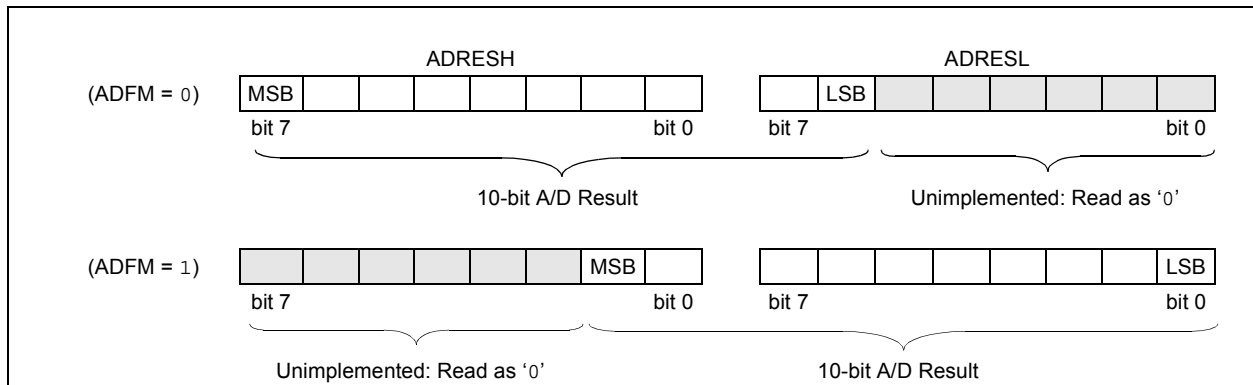 ADRESH ADRESL
(ADFM = 0) MSB LSB
bit 7 bit 0 bit 7 bit 0
10-bit A/D Result Unimplemented: Read as ‘0’
(ADFM = 1) MSB LSB
bit 7 bit 0 bit 7 bit 0
Unimplemented: Read as ‘0’ 10-bit A/D Result